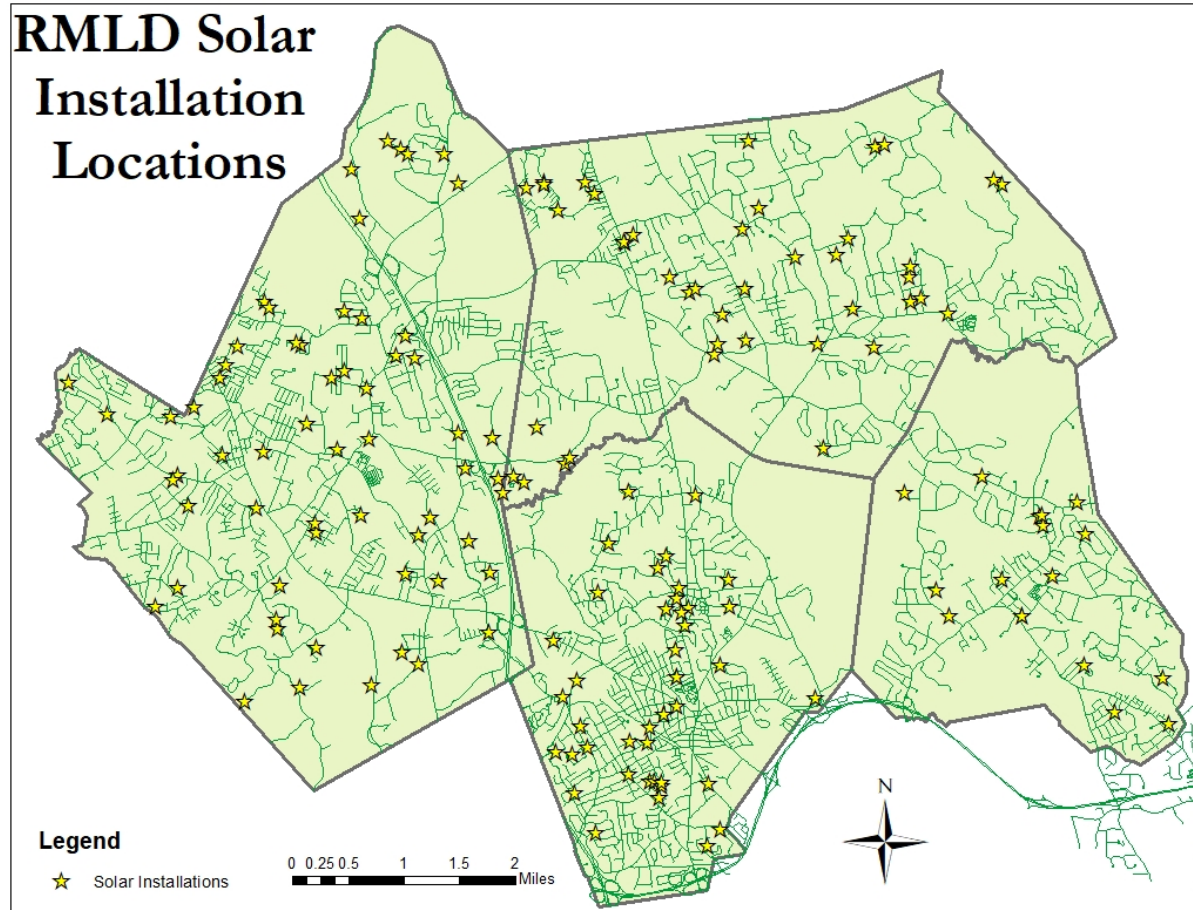 RMLD Solar
Installation
Locations
N
Legend
Solar Installations
0 0.25 0.5 1 1.5 2
Miles